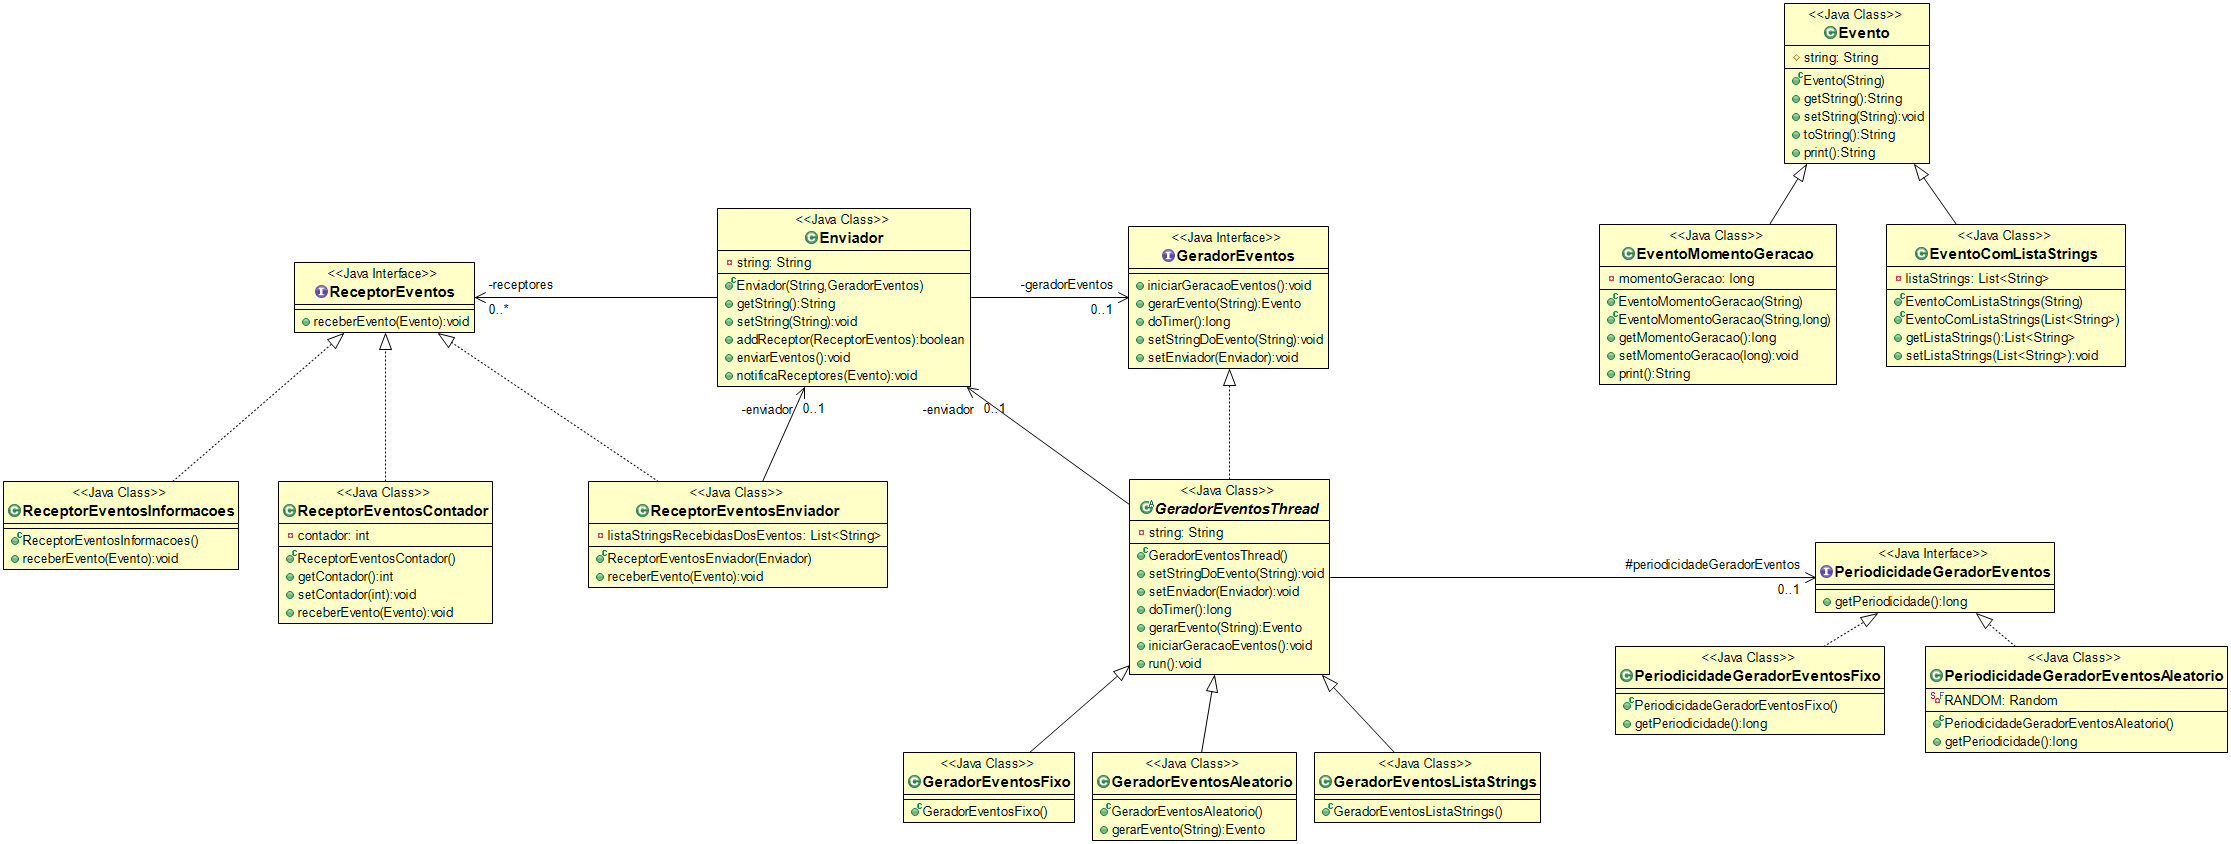 <<Java Class>>
Evento
string: String
Evento(String)
getString():String
setString(String):void
toString():String
print():String
<<Java Class>>
EventoMomentoGeracao
momentoGeracao: long
EventoMomentoGeracao(String)
EventoMomentoGeracao(String,long)
getMomentoGeracao():long
setMomentoGeracao(long):void
print():String
<<Java Class>>
EventoComListaStrings
listaStrings: List<String>
EventoComListaStrings(String)
EventoComListaStrings(List<String>)
getListaStrings():List<String>
setListaStrings(List<String>):void
<<Java Interface>>
ReceptorEventos
receberEvento(Evento):void
-receptores
0..*
<<Java Class>>
Enviador
string: String
Enviador(String,GeradorEventos)
getString():String
setString(String):void
addReceptor(ReceptorEventos):boolean
enviarEventos():void
notificaReceptores(Evento):void
-geradorEventos
0..1
<<Java Interface>>
GeradorEventos
iniciarGeracaoEventos():void
gerarEvento(String):Evento
doTimer():long
setStringDoEvento(String):void
setEnviador(Enviador):void
-enviador 0..1
-enviador 0..1
<<Java Class>>
ReceptorEventosInformacoes
ReceptorEventosInformacoes()
receberEvento(Evento):void
<<Java Class>>
ReceptorEventosContador
contador: int
ReceptorEventosContador()
getContador():int
setContador(int):void
receberEvento(Evento):void
<<Java Class>>
ReceptorEventosEnviador
listaStringsRecebidasDosEventos: List<String>
ReceptorEventosEnviador(Enviador)
receberEvento(Evento):void
<<Java Class>>
GeradorEventosThread
string: String
GeradorEventosThread()
setStringDoEvento(String):void
setEnviador(Enviador):void
doTimer():long
gerarEvento(String):Evento
iniciarGeracaoEventos():void
run():void
#periodicidadeGeradorEventos
0..1
<<Java Interface>>
PeriodicidadeGeradorEventos
getPeriodicidade():long
<<Java Class>>
PeriodicidadeGeradorEventosFixo
PeriodicidadeGeradorEventosFixo()
getPeriodicidade():long
<<Java Class>>
PeriodicidadeGeradorEventosAleatorio
RANDOM: Random
PeriodicidadeGeradorEventosAleatorio()
getPeriodicidade():long
<<Java Class>>
GeradorEventosFixo
GeradorEventosFixo()
<<Java Class>>
GeradorEventosAleatorio
GeradorEventosAleatorio()
gerarEvento(String):Evento
<<Java Class>>
GeradorEventosListaStrings
GeradorEventosListaStrings()